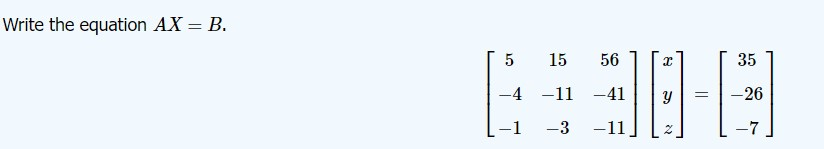 Write the equation AX = B.
5 15 56 x 35
−4 −11 −41 y = −26
−1 −3 −11 z −7